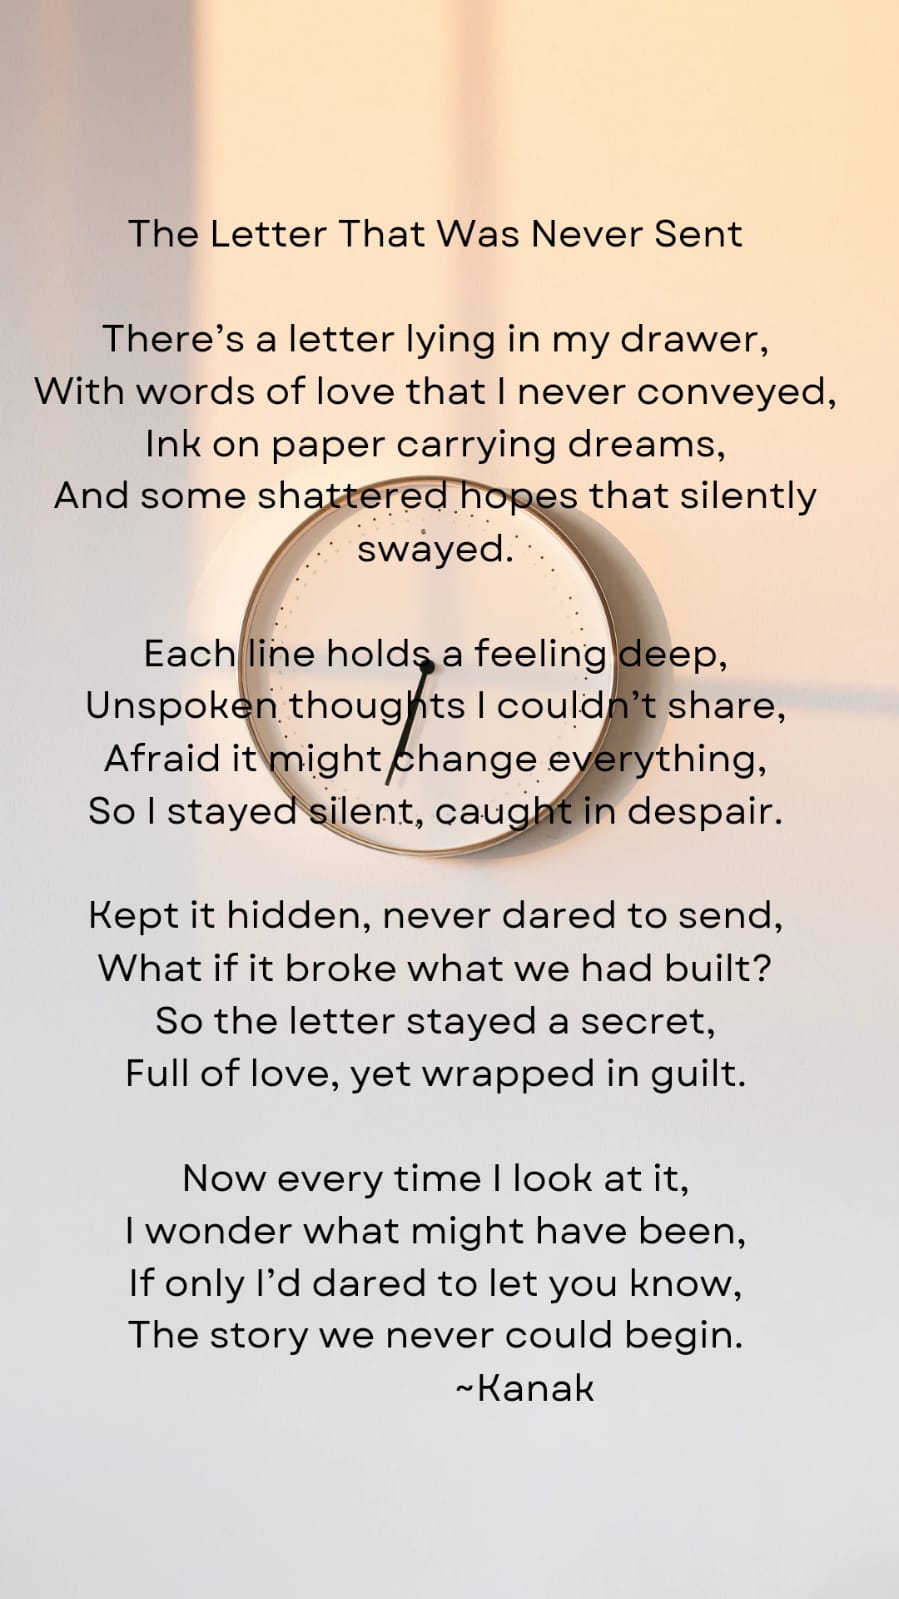 The Letter That Was Never Sent
There’s a letter lying in my drawer,
With words of love that I never conveyed,
Ink on paper carrying dreams,
And some shattered hopes that silently
swayed.
Each line holds a feeling deep,
Unspoken thoughts I couldn’t share,
Afraid it might change everything,
So I stayed silent, caught in despair.
Kept it hidden, never dared to send,
What if it broke what we had built?
So the letter stayed a secret,
Full of love, yet wrapped in guilt.
Now every time I look at it,
I wonder what might have been,
If only I’d dared to let you know,
The story we never could begin.
~Kanak